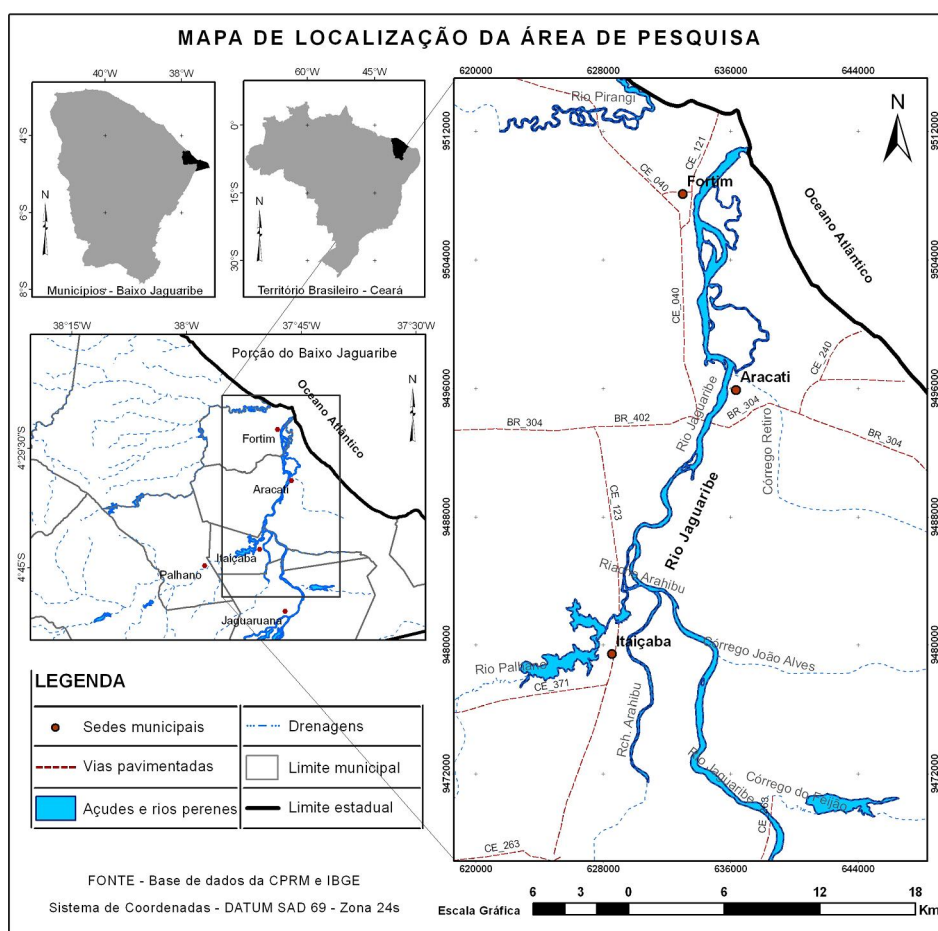 MAPA DE LOCALIZAÇÃO DA ÁREA DE PESQUISA
40°W
38°W
4°S
6°S
8°S
N
Municípios - Baixo Jaguaribe
60°W
45°W
0°
15°S
30°S
N
Território Brasileiro - Ceará
38°15'W
38°0'W
37°45'W
37°30'W
4°29'30"S
4°45'S
Porção do Baixo Jaguaribe
N
Oceano Atlântico
Fortim
Aracati
Itaiçaba
Palhano
Jaguaruana
620000
628000
636000
644000
9512000
9504000
9496000
9488000
9480000
9472000
9512000
9504000
9496000
9488000
9480000
9472000
N
Rio Pirangi
CE_121
CE_040
Fortim
Oceano Atlântico
CE_040
CE_240
Aracati
Rio Jaguaribe
BR_304
BR_402
BR_304
BR_304
Córrego Retiro
CE_123
Rio Jaguaribe
Riacho Arahibu
Itaiçaba
Córrego João Alves
Rio Palhano
CE_371
Rch. Arahibu
Rio Jaguaribe
Córrego do Feijão
CE_263
620000
628000
636000
644000
LEGENDA
Sedes municipais
Drenagens
Vias pavimentadas
Limite municipal
Açudes e rios perenes
Limite estadual
FONTE - Base de dados da CPRM e IBGE
Sistema de Coordenadas - DATUM SAD 69 - Zona 24s
Escala Gráfica
6 3 0 6 12 18
Km